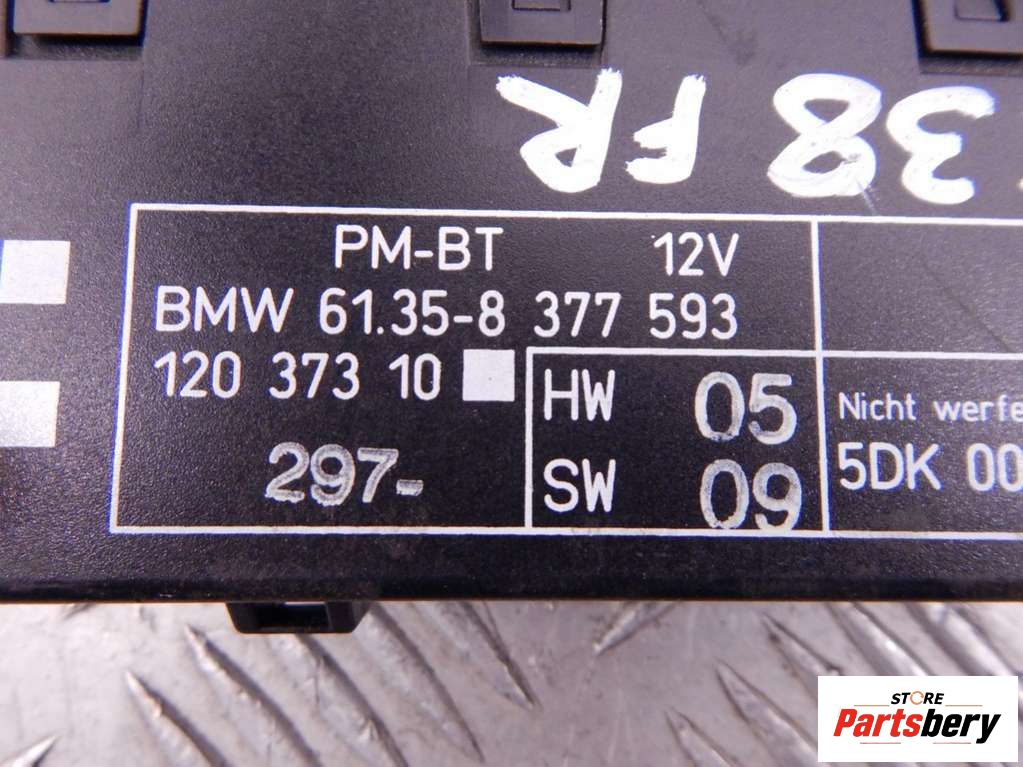 38 FR
PM-BT 12V
BMW 61.35-8 377 593
120 373 10
HW 05
297-
SW 09
Nicht werfe
5DK 00
STORE
Partsbery